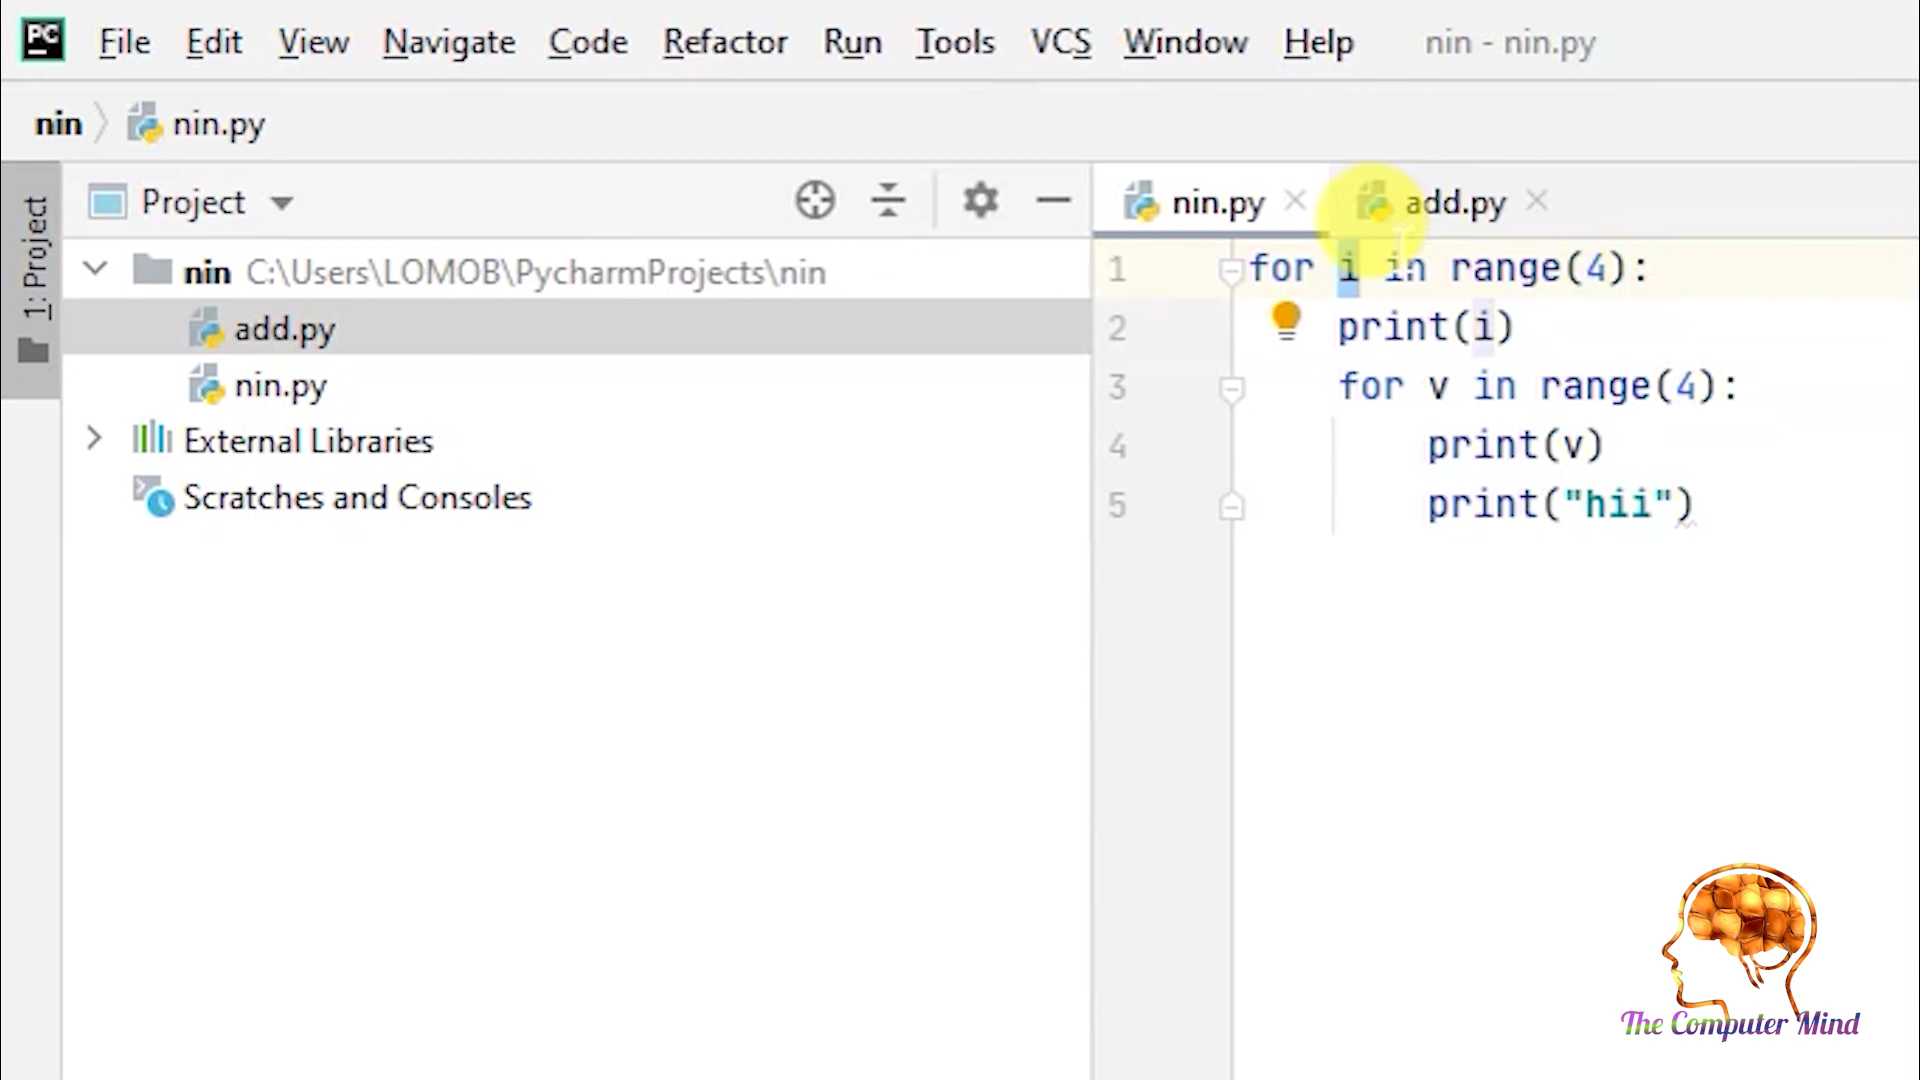 PC File Edit View Navigate Code Refactor Run Tools VCS Window Help nin - nin.py
nin nin.py
1: Project
Project
nin C:\Users\LOMOB\PycharmProjects\nin
add.py
nin.py
External Libraries
Scratches and Consoles
nin.py add.py
1 for i in range(4):
2 print(i)
3 for v in range(4):
4 print(v)
5 print("hii")
The Computer Mind